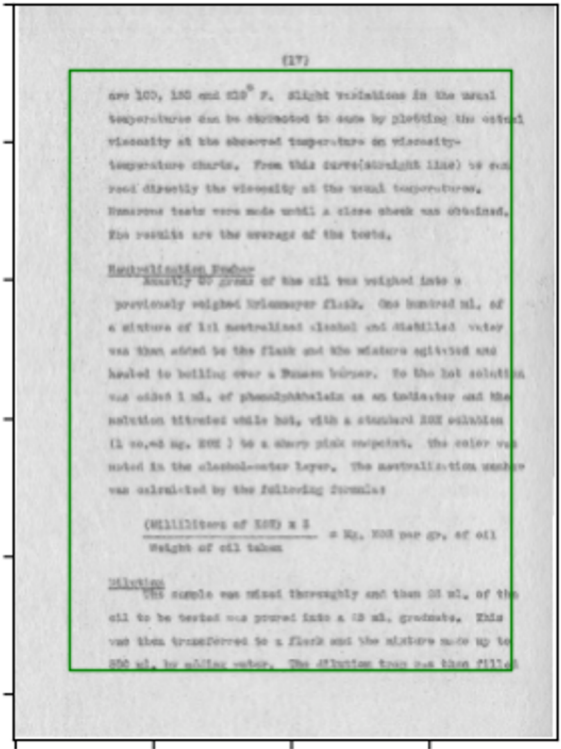 (17)
are 100, 130 and 210° F. Slight variations in the usual
temperatures can be corrected to some by plotting the actual
viscosity at the observed temperature on viscosity-
temperature charts. From this curve(straight line) we can
read directly the viscosity at the usual temperatures.
Numerous tests were made until a close check was obtained.
The results are the average of the tests.
Neutralization Number
Exactly grams of the oil was weighed into a
previously weighed Erlenmeyer flask. One hundred ml. of
a mixture of 1:1 neutralized alcohol and distilled water
was then added to the flask and the mixture agitated and
heated to boiling over a Bunsen burner. To the hot solution
was added 1 ml. of phenolphthalein as an indicator and the
solution titrated while hot, with a standard KOH solution
(1 mg. KOH ) to a sharp pink endpoint. The color was
noted in the alcohol-water layer. The neutralization number
was calculated by the following formula:
(Milliliters of KOH) x
= Mg. KOH per gr. of oil
Weight of oil taken
Dilution
The sample was mixed thoroughly and then ml. of the
oil to be tested was poured into a ml. graduate. This
was then transferred to a flask and the mixture made up to
ml. by adding water. The dilution trap was then filled